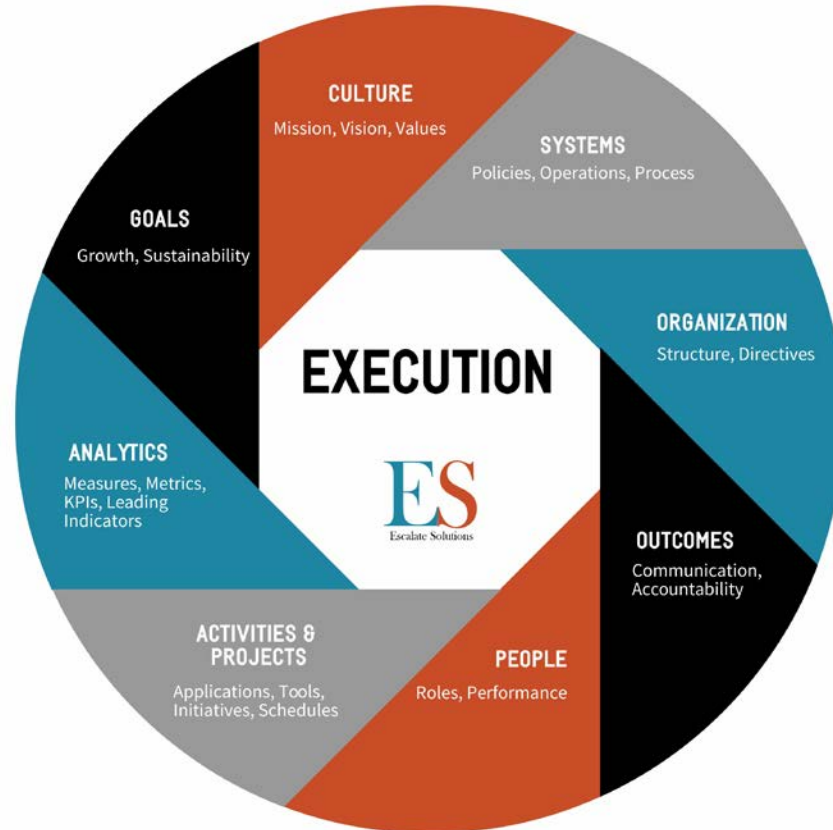 CULTURE
Mission, Vision, Values
SYSTEMS
Policies, Operations, Process
ORGANIZATION
Structure, Directives
OUTCOMES
Communication,
Accountability
PEOPLE
Roles, Performance
ACTIVITIES &
PROJECTS
Applications, Tools,
Initiatives, Schedules
ANALYTICS
Measures, Metrics,
KPIs, Leading
Indicators
GOALS
Growth, Sustainability
EXECUTION
ES
Escalate Solutions